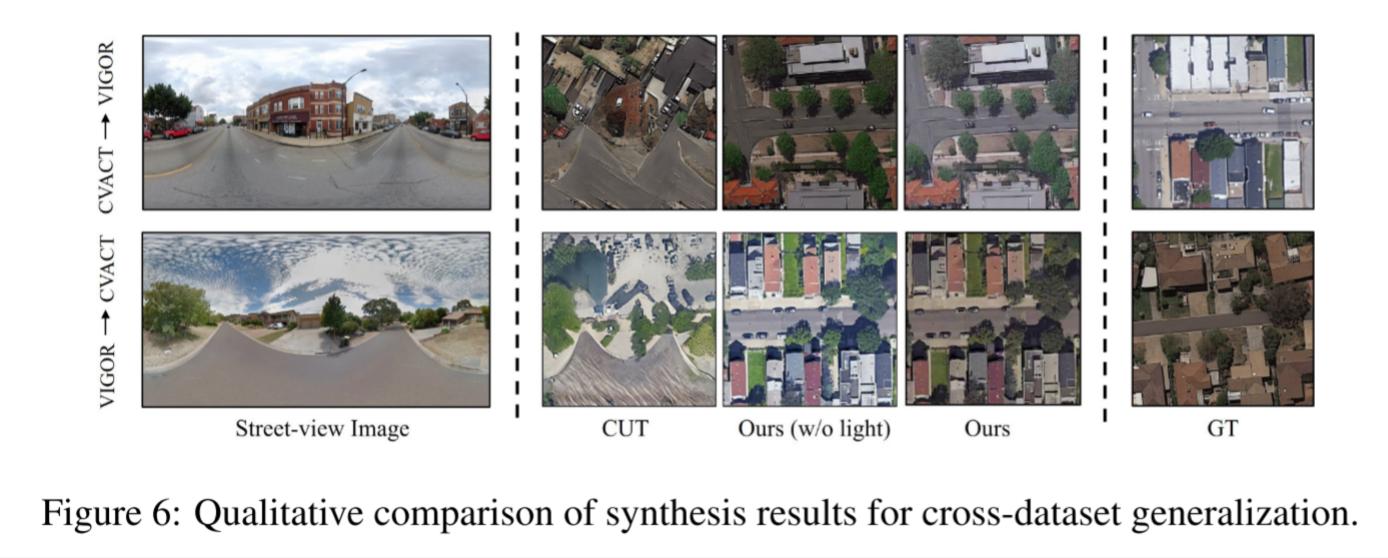 CVACT → VIGOR
VIGOR → CVACT
Street-view Image
CUT
Ours (w/o light)
Ours
GT
Figure 6: Qualitative comparison of synthesis results for cross-dataset generalization.